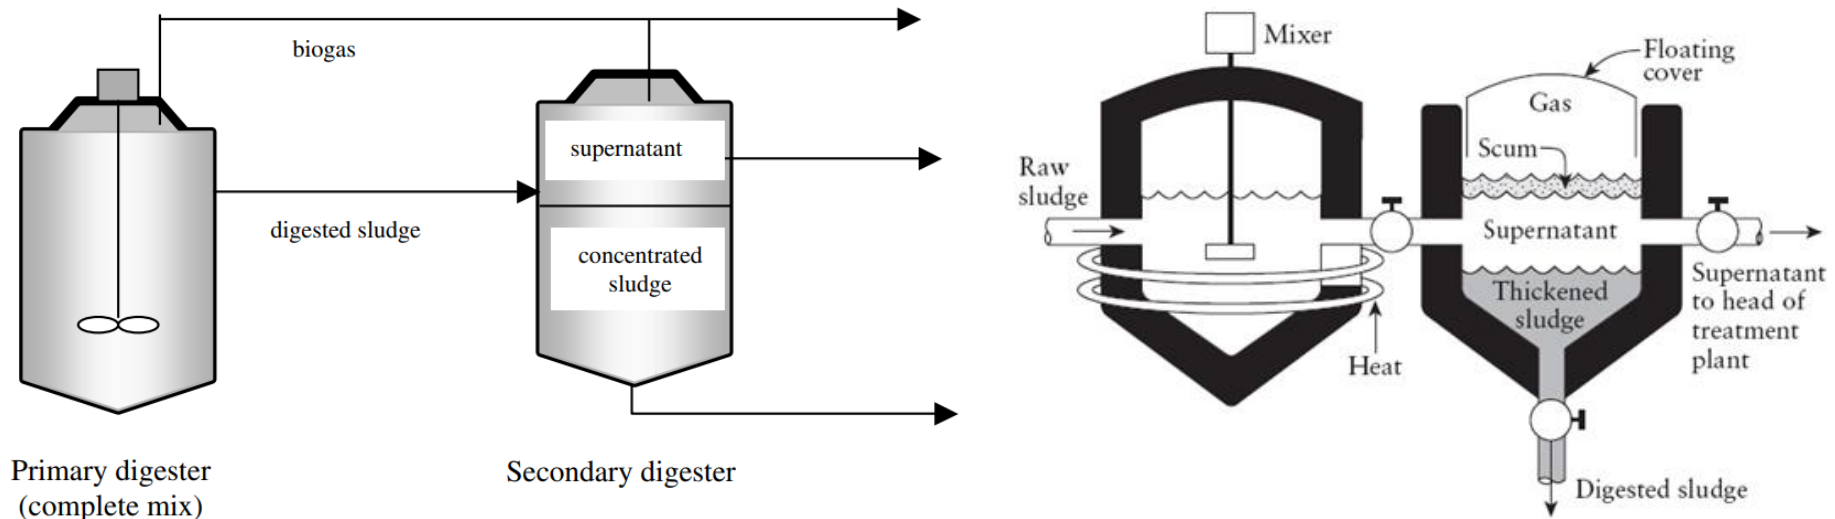 biogas
supernatant
digested sludge
concentrated
sludge
Primary digester
(complete mix)
Secondary digester
Mixer
Floating
cover
Gas
Scum
Raw
sludge
Supernatant
Thickened
sludge
Supernatant
to head of
treatment
plant
Heat
Digested sludge